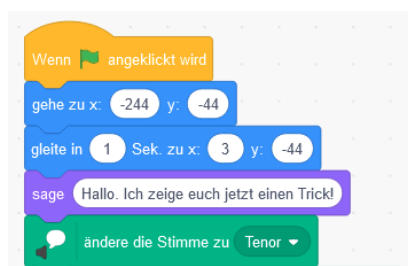 Wenn angeklickt wird
gehe zu x: -244 y: -44
gleite in 1 Sek. zu x: 3 y: -44
sage Hallo. Ich zeige euch jetzt einen Trick!
ändere die Stimme zu Tenor